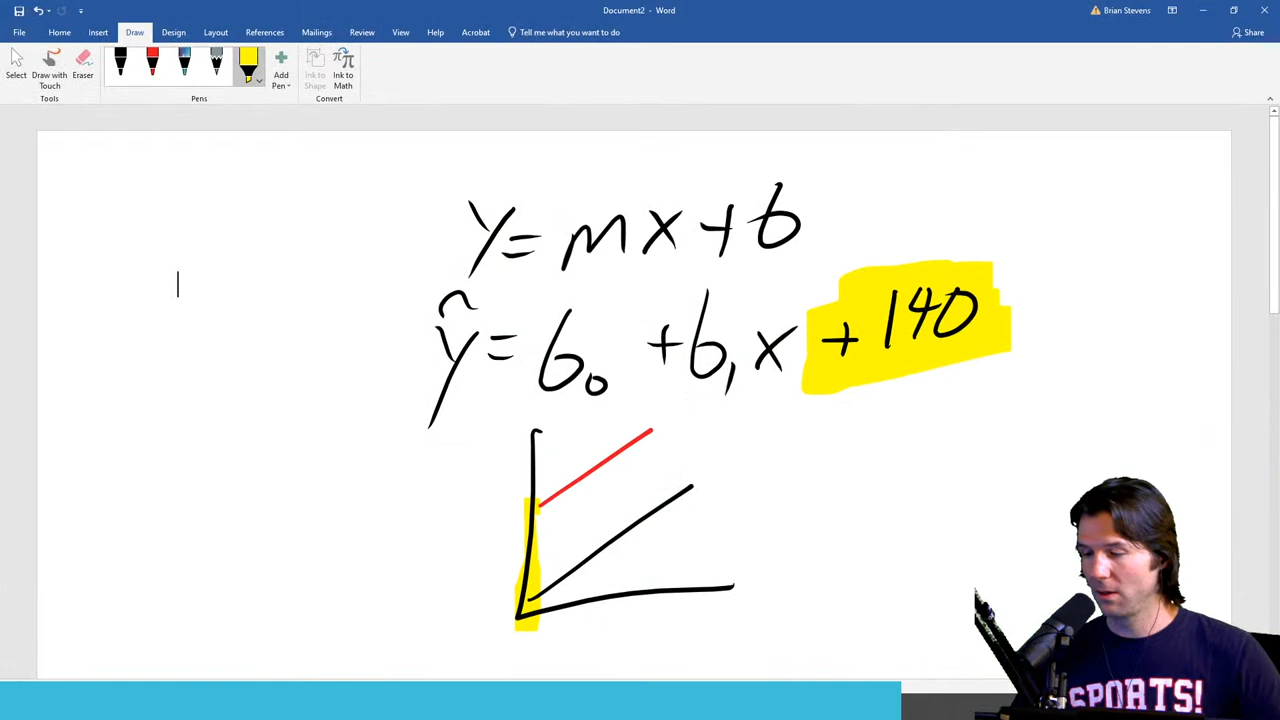 Document2 - Word
Brian Stevens
File Home Insert Draw Design Layout References Mailings Review View Help Acrobat Tell me what you want to do Share
Select
Draw with Touch
Eraser
Add Pen
Ink to Shape
Ink to Math
Tools Pens Convert
y = mx + b
ŷ = b₀ + b₁x + 140
SPORTS!